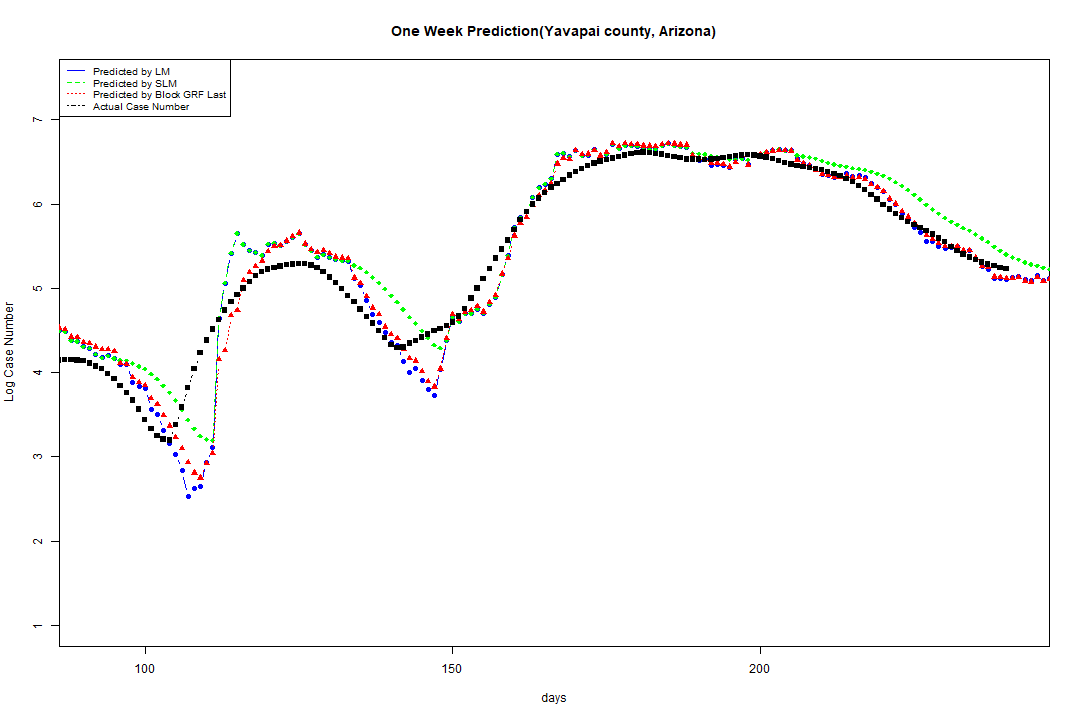 One Week Prediction(Yavapai county, Arizona)
Predicted by LM
Predicted by SLM
Predicted by Block GRF Last
Actual Case Number
7
6
5
4
3
2
1
Log Case Number
100 150 200
days